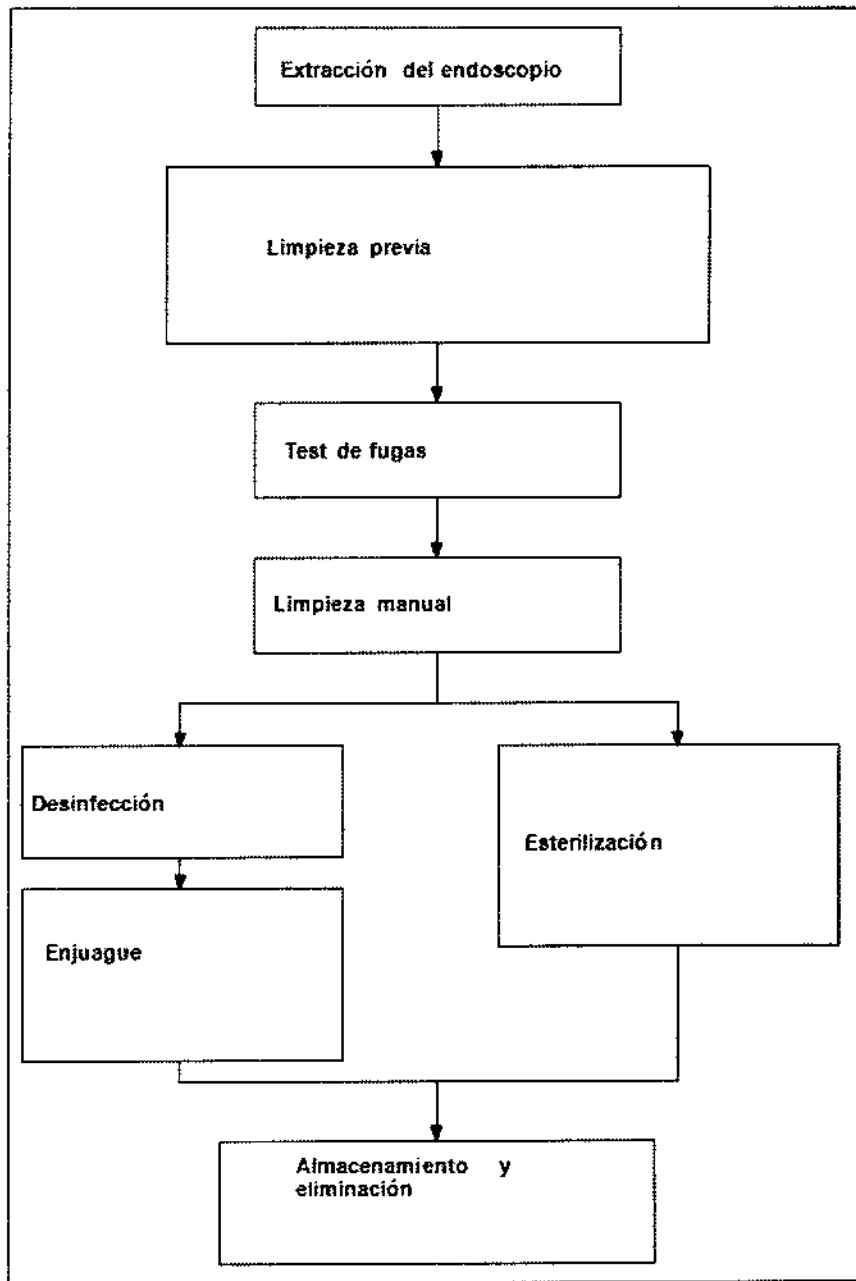 Extracción del endoscopio
Limpieza previa
Test de fugas
Limpieza manual
Desinfección
Esterilización
Enjuague
Almacenamiento y
eliminación